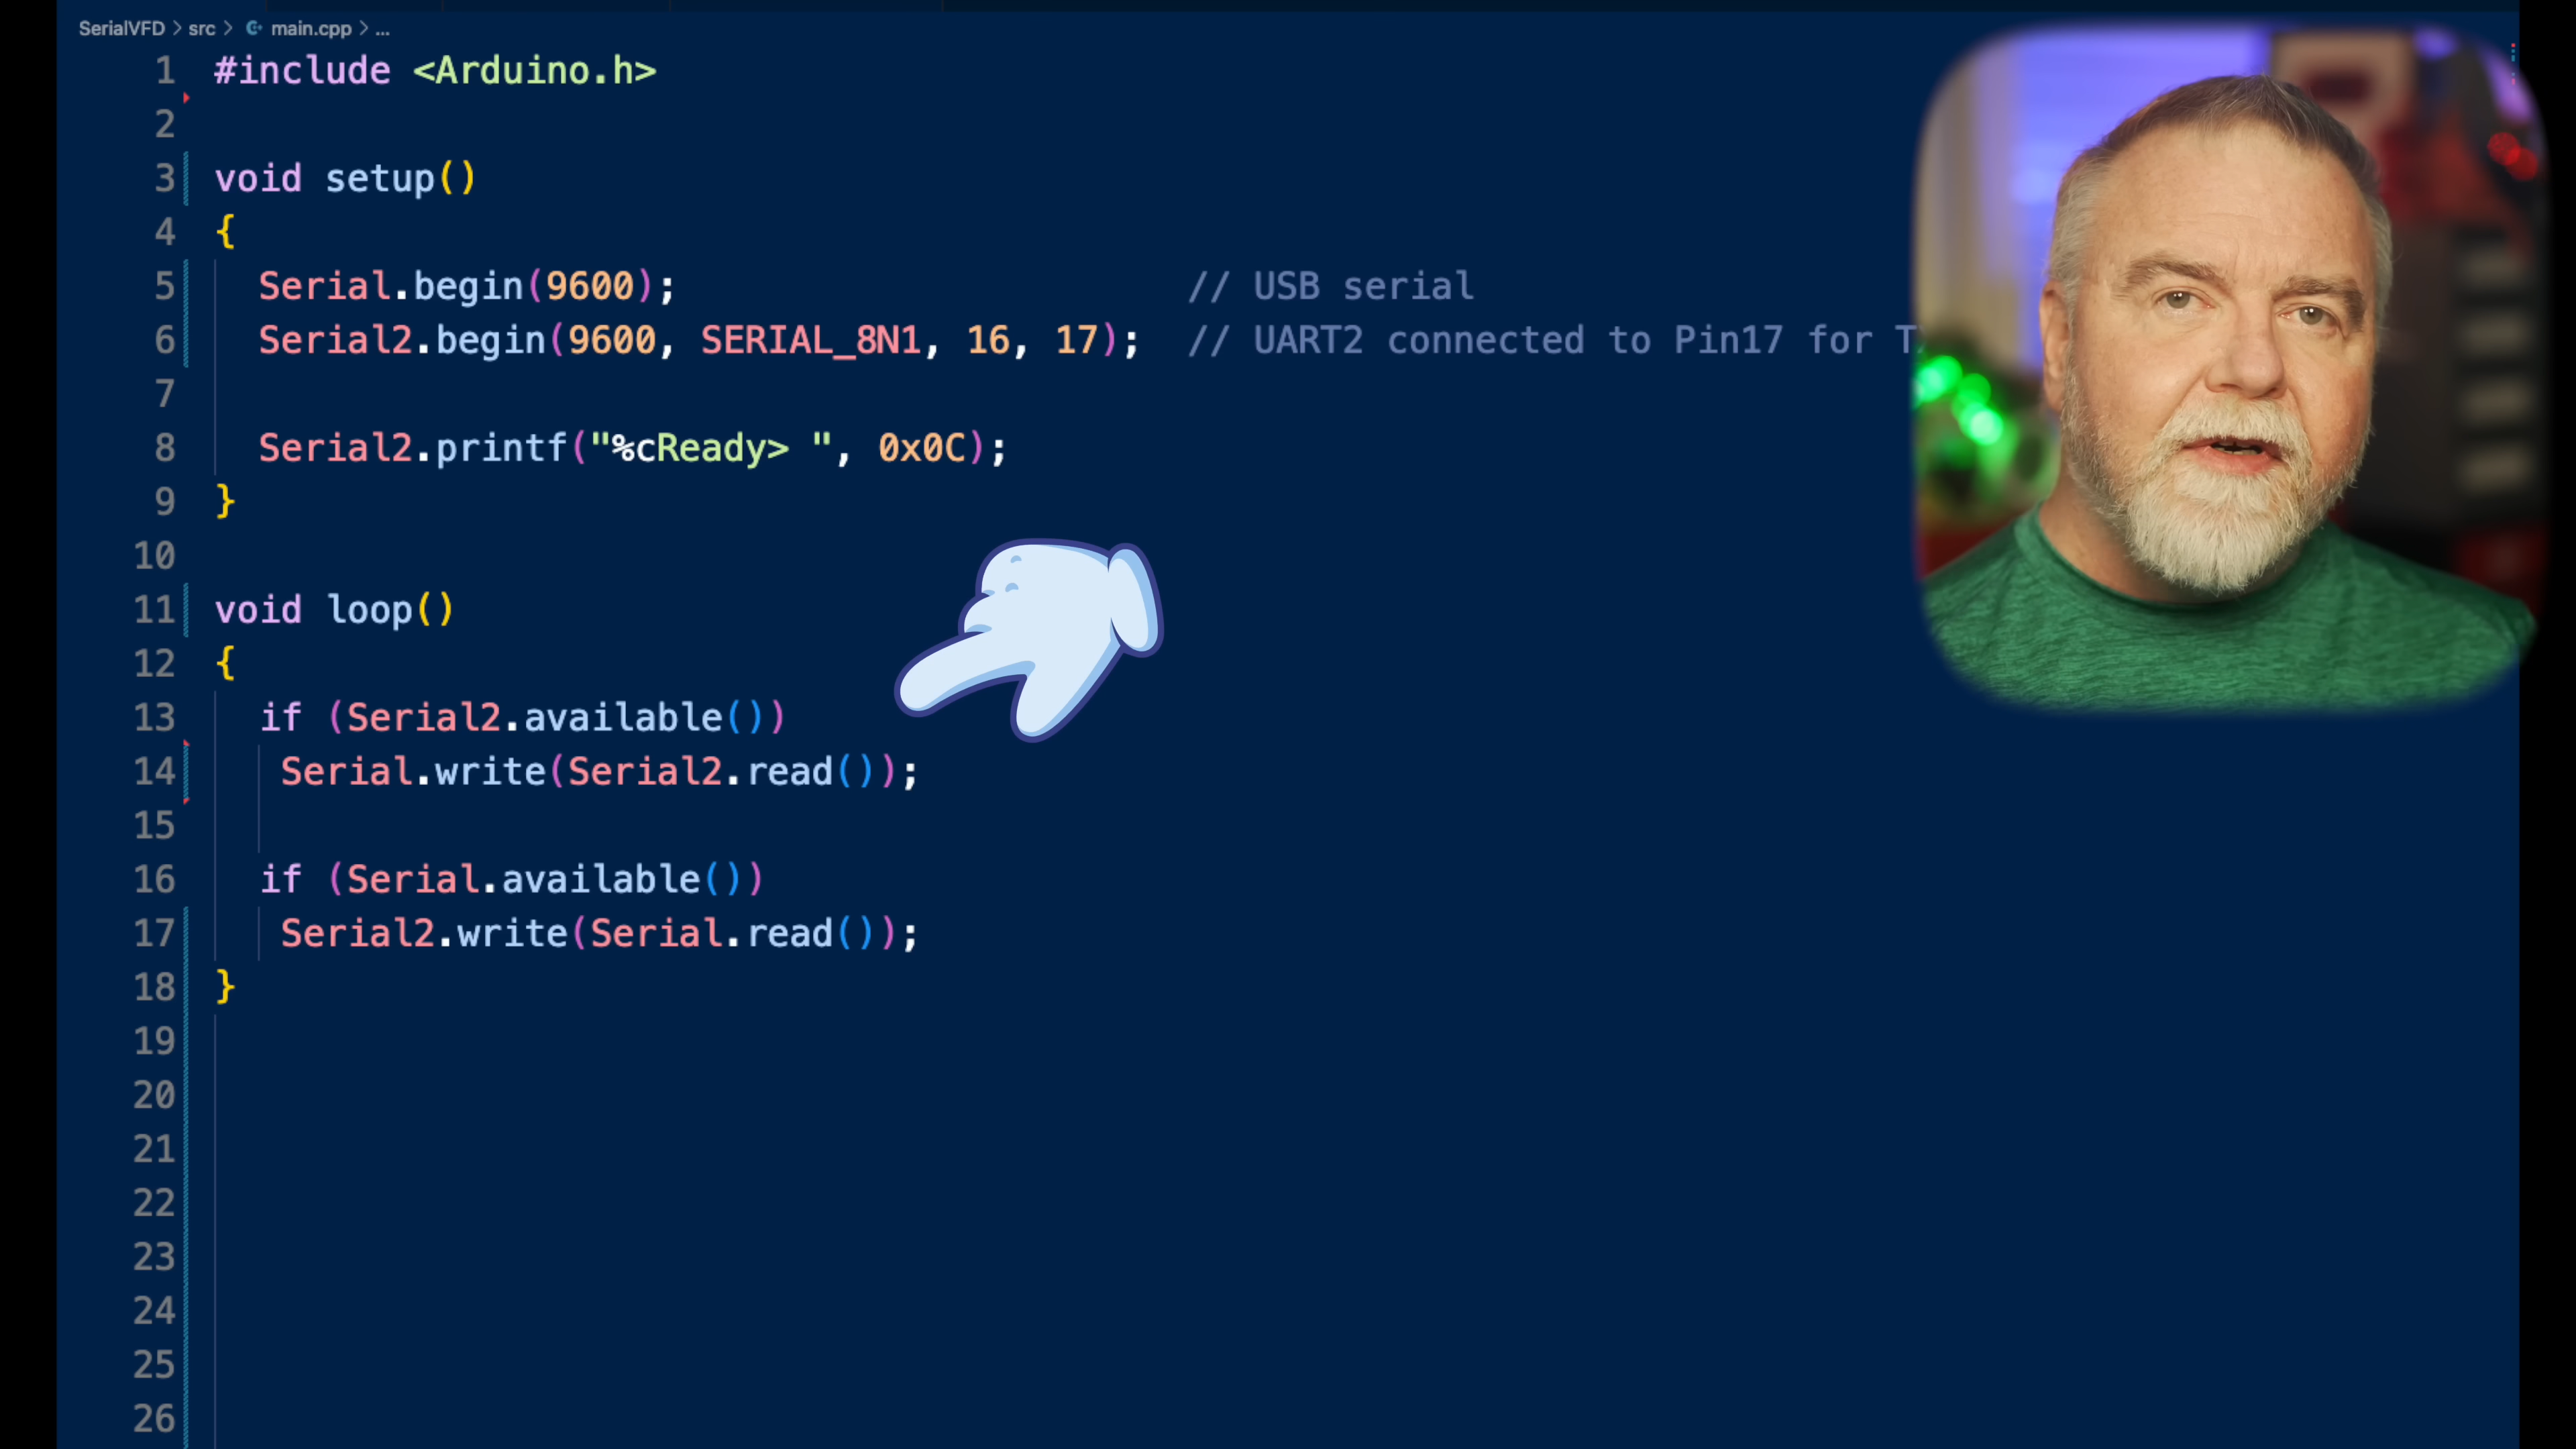 SerialVFD > src > main.cpp > ...
1 #include <Arduino.h>
2
3 void setup()
4 {
5 Serial.begin(9600); // USB serial
6 Serial2.begin(9600, SERIAL_8N1, 16, 17); // UART2 connected to Pin17 for T
7
8 Serial2.printf("%cReady> ", 0x0C);
9 }
10
11 void loop()
12 {
13 if (Serial2.available())
14 Serial.write(Serial2.read());
15
16 if (Serial.available())
17 Serial2.write(Serial.read());
18 }
19
20
21
22
23
24
25
26